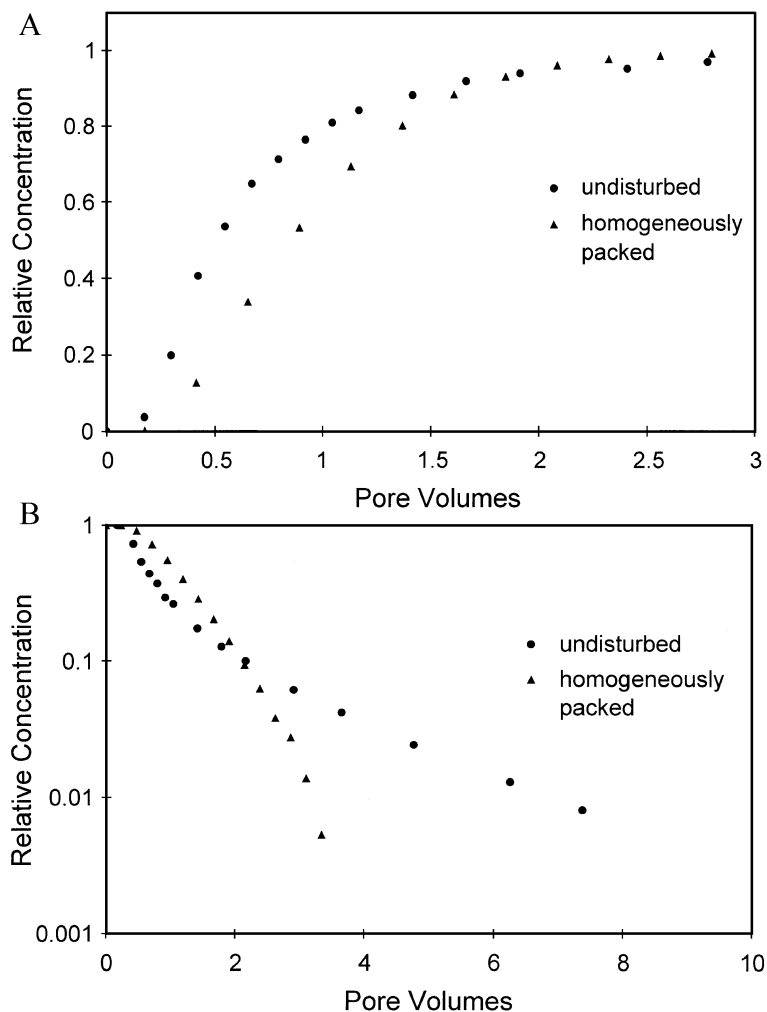 A
1
0.8
0.6
0.4
0.2
0
Relative Concentration
undisturbed
homogeneously
packed
0
0.5
1
1.5
2
2.5
3
Pore Volumes
B
1
0.1
0.01
0.001
Relative Concentration
undisturbed
homogeneously
packed
0
2
4
6
8
10
Pore Volumes